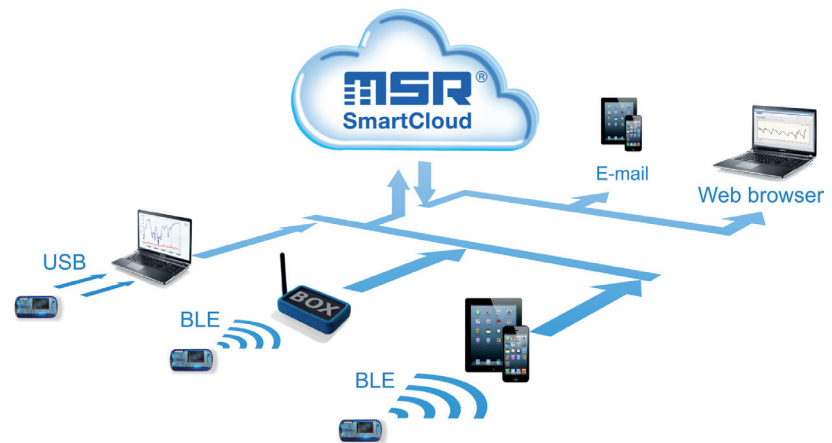 MSR®
SmartCloud
E-mail
Web browser
USB
BOX
BLE
BLE